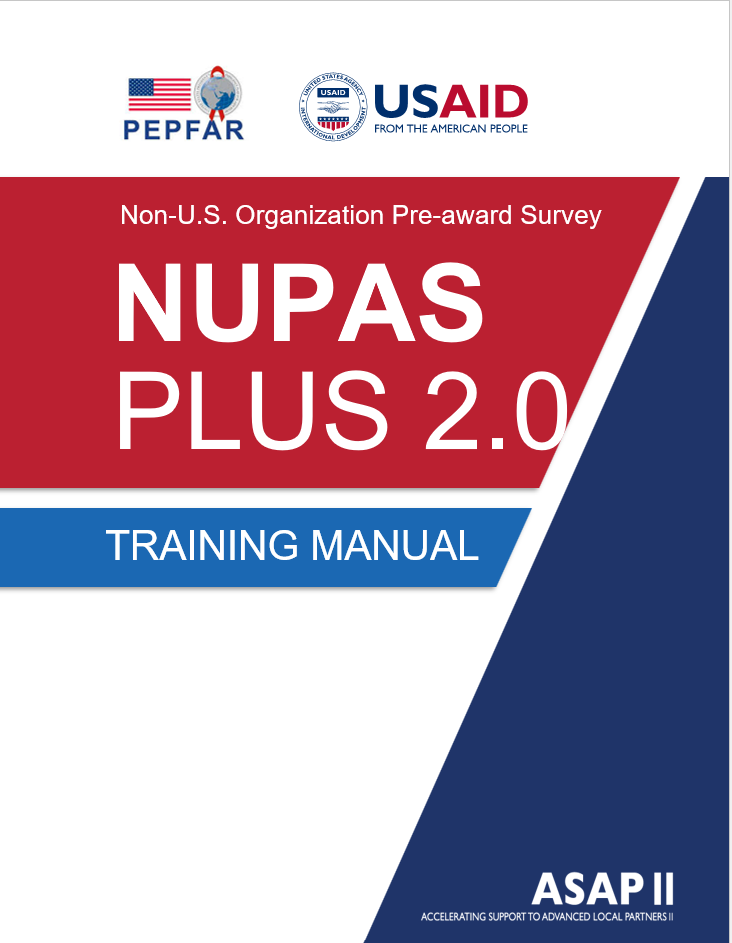 PEPFAR
UNITED STATES AGENCY
USAID
INTERNATIONAL DEVELOPMENT
USAID
FROM THE AMERICAN PEOPLE
Non-U.S. Organization Pre-award Survey
NUPAS
PLUS 2.0
TRAINING MANUAL
ASAP II
ACCELERATING SUPPORT TO ADVANCED LOCAL PARTNERS II